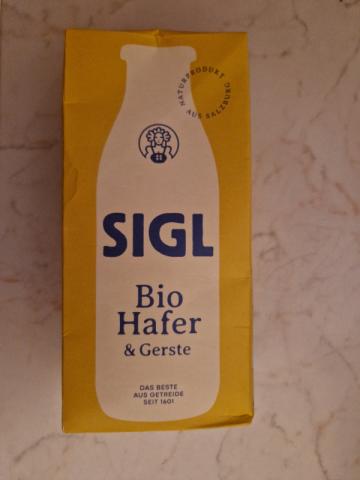 NATURPRODUKT
AUS SALZBURG
SIGL
Bio
Hafer
& Gerste
DAS BESTE
AUS GETREIDE
SEIT 1601